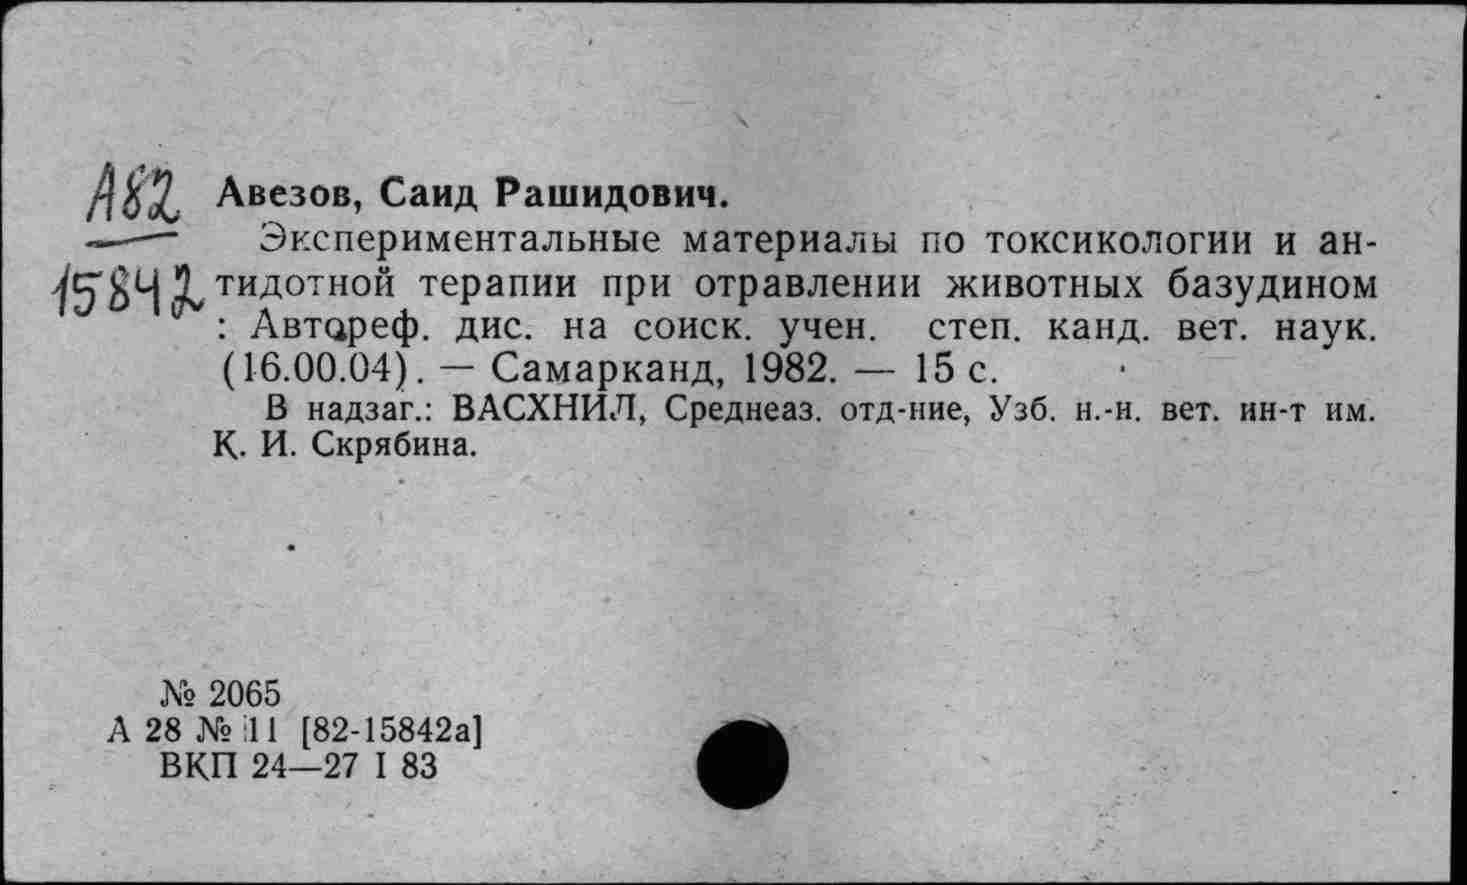 А82 Авезов, Саид Рашидович.
Экспериментальные материалы по токсикологии и ан-
15842 тидотной терапии при отравлении животных базудином
: Автореф. дис. на соиск. учен. степ. канд. вет. наук.
(16.00.04). — Самарканд, 1982. — 15 с.
В надзаг.: ВАСХНИЛ, Среднеаз. отд-ние, Узб. н.-и. вет. ин-т им.
К. И. Скрябина.
№ 2065
А 28 № 11 [82-15842а]
ВКП 24—27 I 83